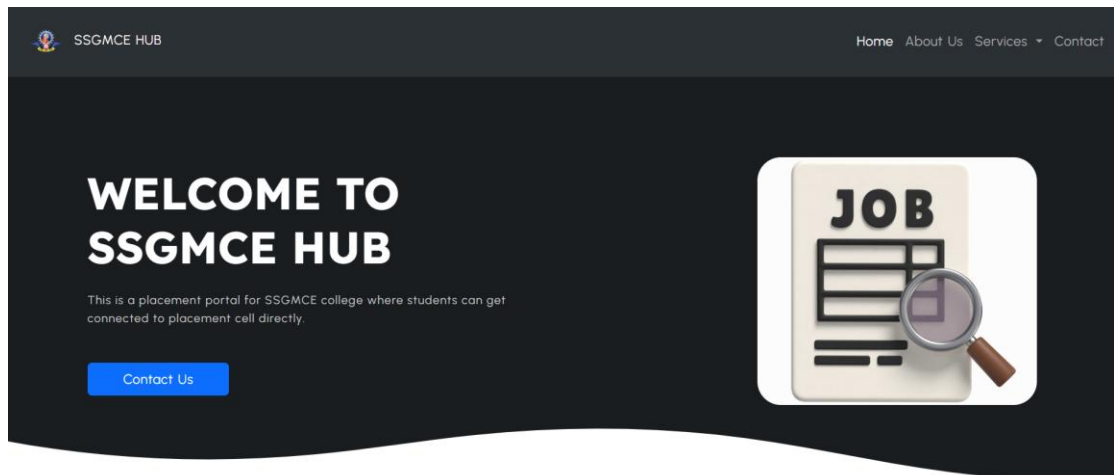 SSGMCE HUB
Home About Us Services Contact
WELCOME TO
SSGMCE HUB
This is a placement portal for SSGMCE college where students can get
connected to placement cell directly.
Contact Us
JOB